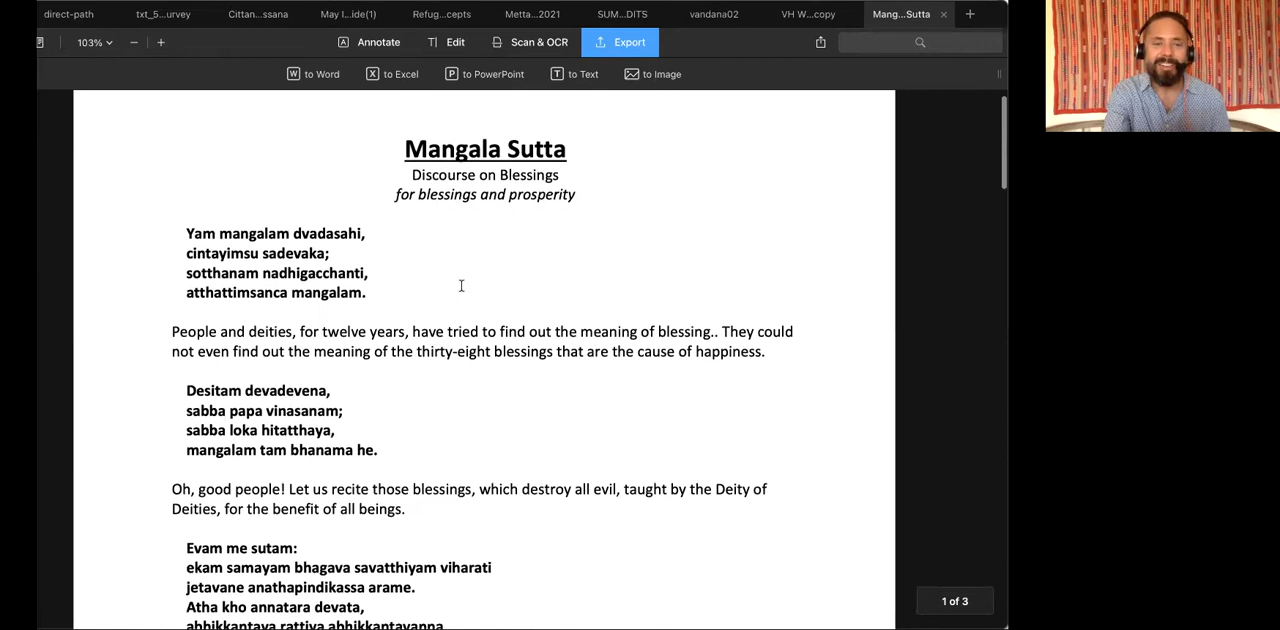 direct-path txt_5...urvey Cittan...ssana May I...ide(1) Refug...cepts Metta...2021 SUM...DITS vandana02 VH W...copy Mang...Sutta × +
103% − + Annotate T| Edit Scan & OCR Export
W to Word X to Excel P to PowerPoint T to Text to Image
Mangala Sutta
Discourse on Blessings
for blessings and prosperity
Yam mangalam dvadasahi,
cintayimsu sadevaka;
sotthanam nadhigacchanti,
atthattimsanca mangalam.
People and deities, for twelve years, have tried to find out the meaning of blessing.. They could
not even find out the meaning of the thirty-eight blessings that are the cause of happiness.
Desitam devadevena,
sabba papa vinasanam;
sabba loka hitatthaya,
mangalam tam bhanama he.
Oh, good people! Let us recite those blessings, which destroy all evil, taught by the Deity of
Deities, for the benefit of all beings.
Evam me sutam:
ekam samayam bhagava savatthiyam viharati
jetavane anathapindikassa arame.
Atha kho annatara devata,
abhikkantaya rattiya abhikkantavanna
1 of 3